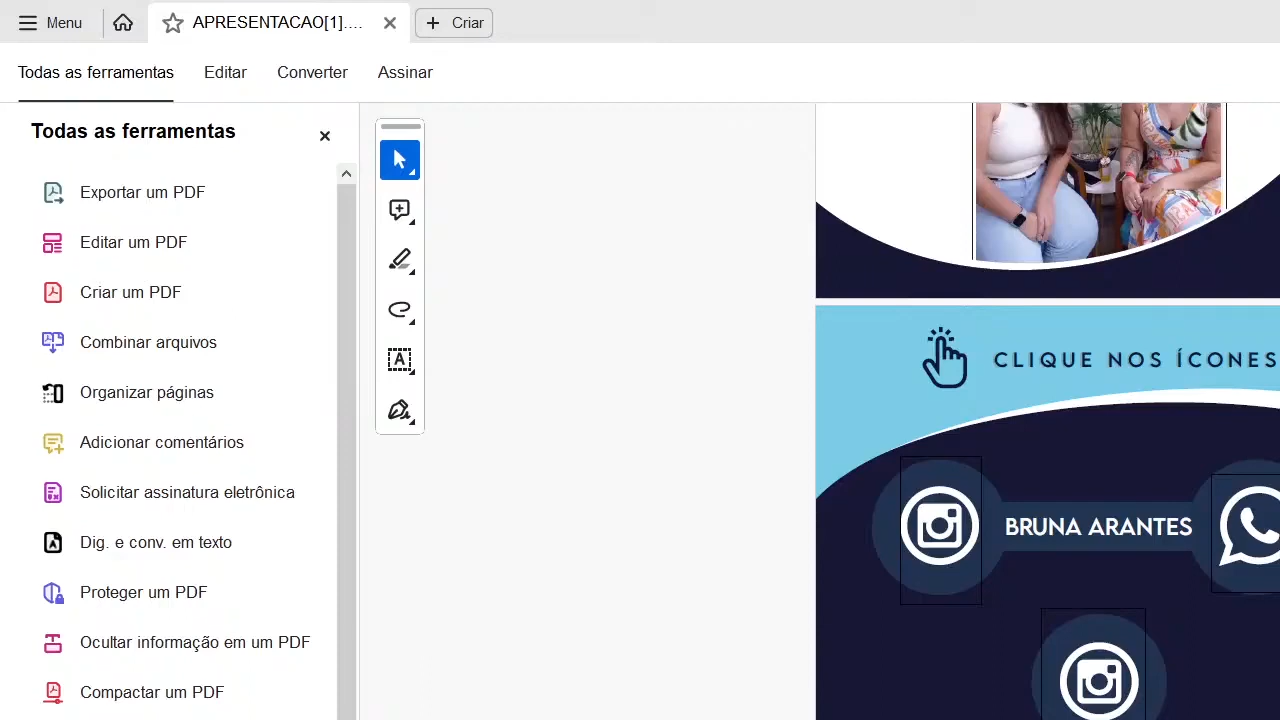 Menu
APRESENTACAO[1]....
Criar
Todas as ferramentas
Editar
Converter
Assinar
Todas as ferramentas
Exportar um PDF
Editar um PDF
Criar um PDF
Combinar arquivos
Organizar páginas
Adicionar comentários
Solicitar assinatura eletrônica
Dig. e conv. em texto
Proteger um PDF
Ocultar informação em um PDF
Compactar um PDF
A
CLIQUE NOS ÍCONES
BRUNA ARANTES